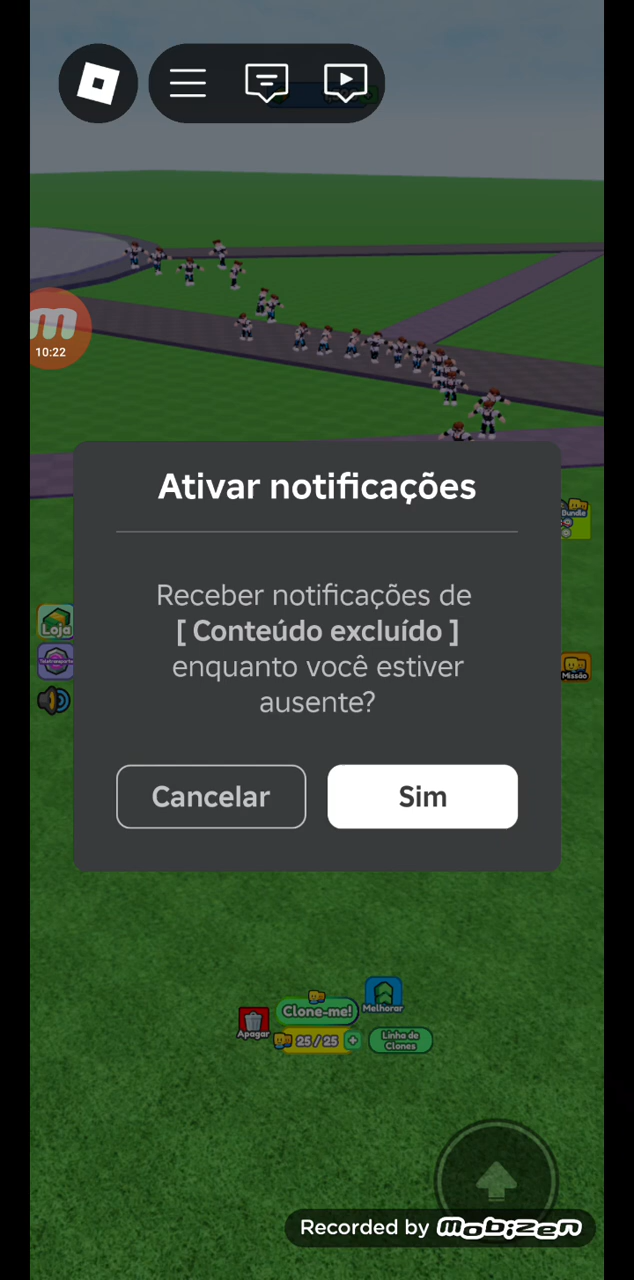 10:22
Ativar notificações
Receber notificações de
[ Conteúdo excluído ]
enquanto você estiver
ausente?
Cancelar
Sim
Bundle
Loja
Teletransporte
Missão
Clone-me!
Melhorar
Apagar
25/25
+
Linha de
Clones
Recorded by mobizen